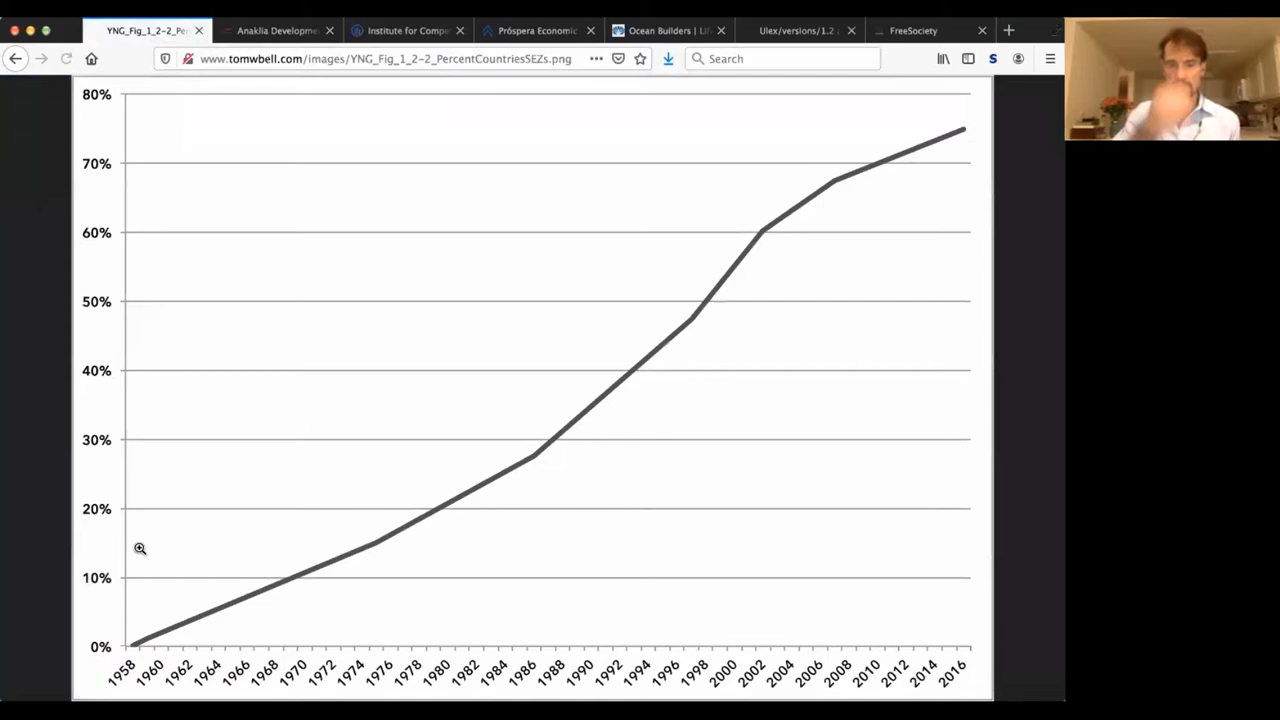 YNG_Fig_1_2-2_Pe
Anaklia Developme
Institute for Compe
Próspera Economic
Ocean Builders | Li
Ulex/versions/1.2
FreeSociety
www.tomwbell.com/images/YNG_Fig_1_2-2_PercentCountriesSEZs.png
Search
80%
70%
60%
50%
40%
30%
20%
10%
0%
1958 1960 1962 1964 1966 1968 1970 1972 1974 1976 1978 1980 1982 1984 1986 1988 1990 1992 1994 1996 1998 2000 2002 2004 2006 2008 2010 2012 2014 2016